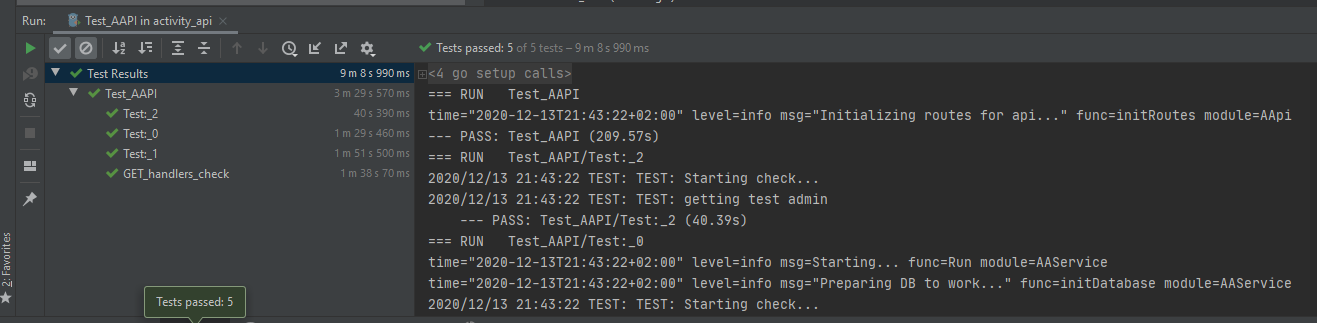 Run:
Test_AAPI in activity_api
Tests passed: 5 of 5 tests – 9 m 8 s 990 ms
Test Results 9 m 8 s 990 ms
Test_AAPI 3 m 29 s 570 ms
Test:_2 40 s 390 ms
Test:_0 1 m 29 s 460 ms
Test:_1 1 m 51 s 500 ms
GET_handlers_check 1 m 38 s 70 ms
<4 go setup calls>
=== RUN   Test_AAPI
time="2020-12-13T21:43:22+02:00" level=info msg="Initializing routes for api..." func=initRoutes module=AApi
--- PASS: Test_AAPI (209.57s)
=== RUN   Test_AAPI/Test:_2
2020/12/13 21:43:22 TEST: TEST: Starting check...
2020/12/13 21:43:22 TEST: TEST: getting test admin
    --- PASS: Test_AAPI/Test:_2 (40.39s)
=== RUN   Test_AAPI/Test:_0
time="2020-12-13T21:43:22+02:00" level=info msg=Starting... func=Run module=AAService
time="2020-12-13T21:43:22+02:00" level=info msg="Preparing DB to work..." func=initDatabase module=AAService
2020/12/13 21:43:22 TEST: TEST: Starting check...
2: Favorites
Tests passed: 5